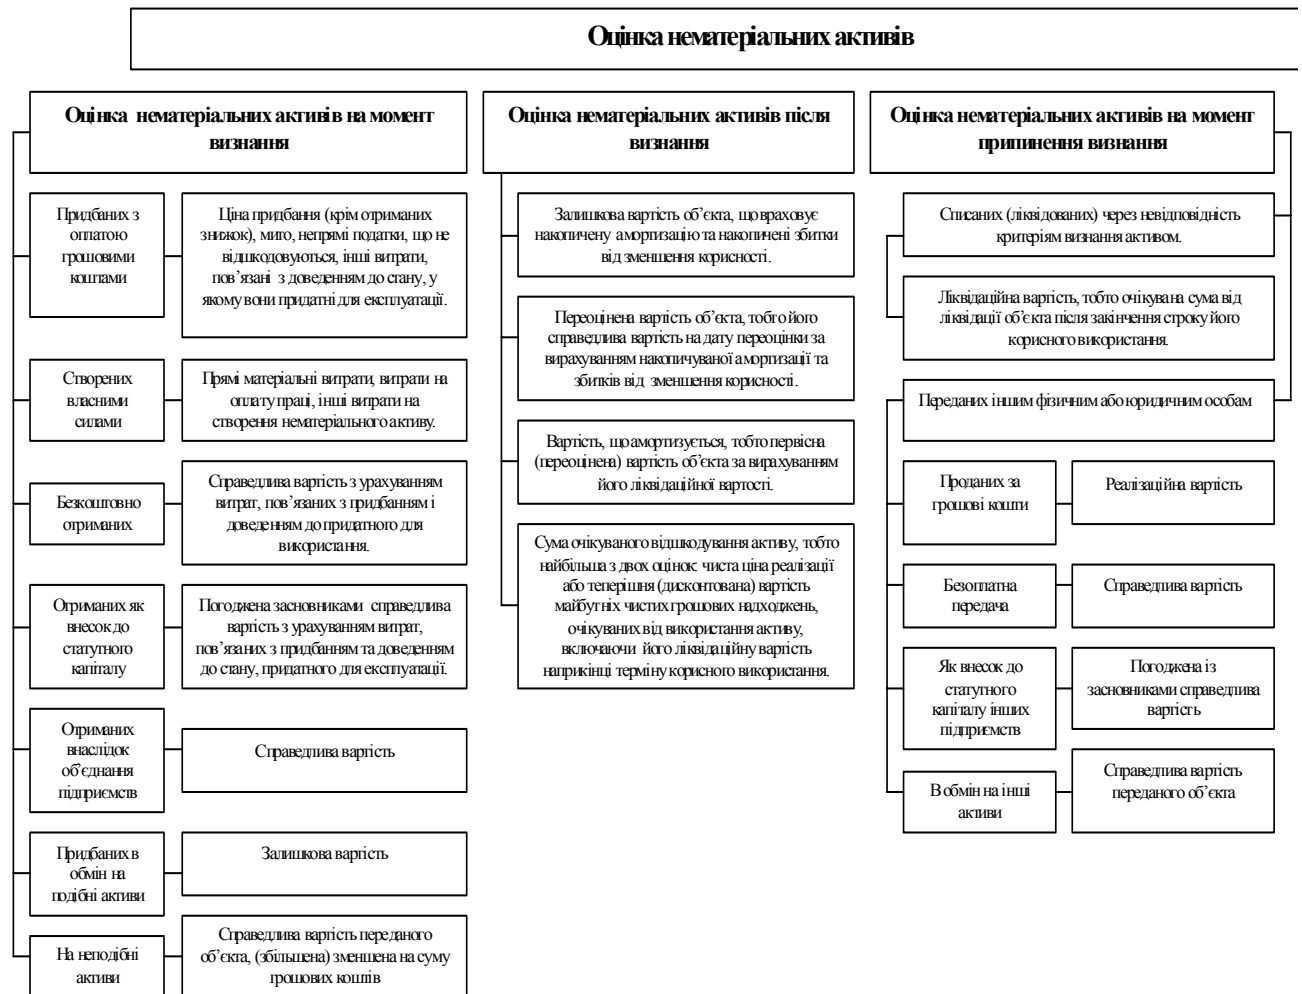 Оцінка нематеріальних активів
Оцінка нематеріальних активів на момент
визнання
Придбаних з
оплатою
грошовими
коштами
Ціна придбання (крім отриманих
знижок), мито, непрямі податки, що не
відшкодовуються, інші витрати,
пов’язані з доведенням до стану, у
якому вони придатні для експлуатації.
Створених
власними
силами
Прямі матеріальні витрати, витрати на
оплату праці, інші витрати на
створення нематеріального активу.
Безкоштовно
отриманих
Справедлива вартість з урахуванням
витрат, пов’язаних з придбанням і
доведенням до придатного для
використання.
Отриманих як
внесок до
статутного
капіталу
Погоджена засновниками справедлива
вартість з урахуванням витрат,
пов’язаних з придбанням та доведенням
до стану, придатного для експлуатації.
Отриманих
внаслідок
об’єднання
підприємств
Справедлива вартість
Придбаних в
обмін на
подібні активи
Залишкова вартість
На неподібні
активи
Справедлива вартість переданого
об’єкта, (збільшена) зменшена на суму
грошових коштів
Оцінка нематеріальних активів після
визнання
Залишкова вартість об’єкта, що враховує
накопичену амортизацію та накопичені збитки
від зменшення корисності.
Переоцінена вартість об’єкта, тобто його
справедлива вартість на дату переоцінки за
вирахуванням накопичуваної амортизації та
збитків від зменшення корисності.
Вартість, що амортизується, тобто первісна
(переоцінена) вартість об’єкта за вирахуванням
його ліквідаційної вартості.
Сума очікуваного відшкодування активу, тобто
найбільша з двох оцінок: чиста ціна реалізації
або теперішня (дисконтована) вартість
майбутніх чистих грошових надходжень,
очікуваних від використання активу,
включаючи його ліквідаційну вартість
наприкінці терміну корисного використання.
Оцінка нематеріальних активів на момент
припинення визнання
Списаних (ліквідованих) через невідповідність
критеріям визнання активом.
Ліквідаційна вартість, тобто очікувана сума від
ліквідації об’єкта після закінчення строку його
корисного використання.
Переданих іншим фізичним або юридичним особам
Проданих за
грошові кошти
Реалізаційна вартість
Безоплатна
передача
Справедлива вартість
Як внесок до
статутного
капіталу інших
підприємств
Погоджена із
засновниками справедлива
вартість
В обмін на інші
активи
Справедлива вартість
переданого об’єкта